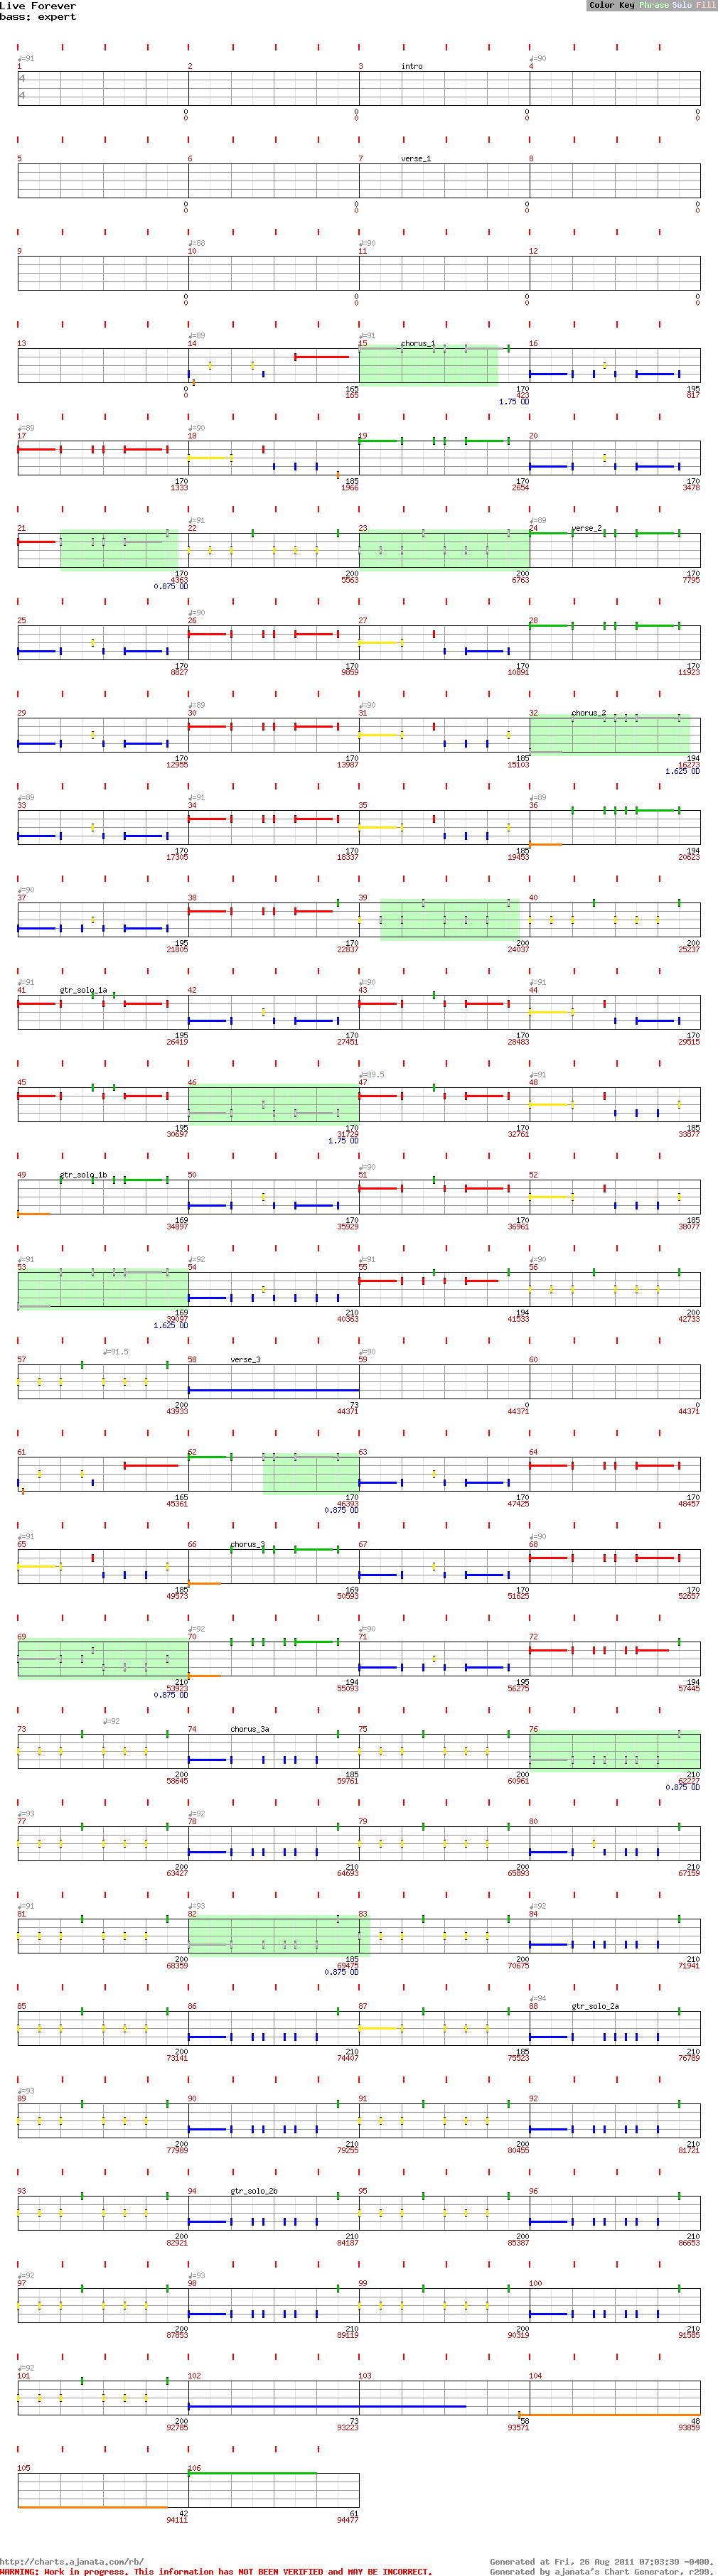 Live Forever Color Key Phrase Solo Fill
bass: expert
♩=91 ♩=90
1 2 3 intro 4
4
4
0 0 0 0
0 0 0 0
5 6 7 verse_1 8
0 0 0 0
0 0 0 0
♩=88 ♩=90
9 10 11 12
0 0 0 0
0 0 0 0
♩=89 ♩=91
13 14 15 chorus_1 16
0 165 170 195
0 165 423 817
1.75 OD
♩=89 ♩=90
17 18 19 20
170 185 170 170
1333 1966 2654 3478
♩=91 ♩=89
21 22 23 24 verse_2
170 200 200 170
4363 5563 6763 7795
0.875 OD
♩=90
25 26 27 28
170 170 170 170
8827 9859 10891 11923
♩=89 ♩=90
29 30 31 32 chorus_2
170 170 185 194
12955 13987 15103 16273
1.625 OD
♩=89 ♩=91 ♩=89
33 34 35 36
170 170 185 194
17305 18337 19453 20623
♩=90
37 38 39 40
195 170 200 200
21805 22837 24037 25237
♩=91 ♩=90 ♩=91
41 gtr_solo_1a 42 43 44
195 170 170 170
26419 27451 28483 29515
♩=89.5 ♩=91
45 46 47 48
195 170 170 185
30697 31729 32761 33877
1.75 OD
♩=90
49 gtr_solo_1b 50 51 52
169 170 170 185
34897 35929 36961 38077
♩=91 ♩=92 ♩=91 ♩=90
53 54 55 56
169 210 194 200
39097 40363 41533 42733
1.625 OD
♩=91.5 ♩=90
57 58 verse_3 59 60
200 73 0 0
43933 44371 44371 44371
61 62 63 64
165 170 170 170
45361 46393 47425 48457
0.875 OD
♩=91 ♩=90
65 66 chorus_3 67 68
185 169 170 170
49573 50593 51625 52657
♩=92 ♩=90
69 70 71 72
210 194 195 194
53923 55093 56275 57445
0.875 OD
♩=92
73 74 chorus_3a 75 76
200 185 200 210
58645 59761 60961 62227
0.875 OD
♩=93 ♩=92
77 78 79 80
200 210 200 210
63427 64693 65893 67159
♩=91 ♩=93 ♩=92
81 82 83 84
200 185 200 210
68359 69475 70675 71941
0.875 OD
♩=94
85 86 87 88 gtr_solo_2a
200 210 185 210
73141 74407 75523 76789
♩=93
89 90 91 92
200 210 200 210
77989 79255 80455 81721
93 94 gtr_solo_2b 95 96
200 210 200 210
82921 84187 85387 86653
♩=92 ♩=93
97 98 99 100
200 210 200 210
87853 89119 90319 91585
♩=92
101 102 103 104
200 73 58 48
92785 93223 93571 93859
105 106
42 61
94111 94477
http://charts.ajanata.com/rb/ Generated at Fri, 26 Aug 2011 07:03:39 -0400.
WARNING: Work in progress. This information has NOT BEEN VERIFIED and MAY BE INCORRECT. Generated by ajanata's Chart Generator, r299.